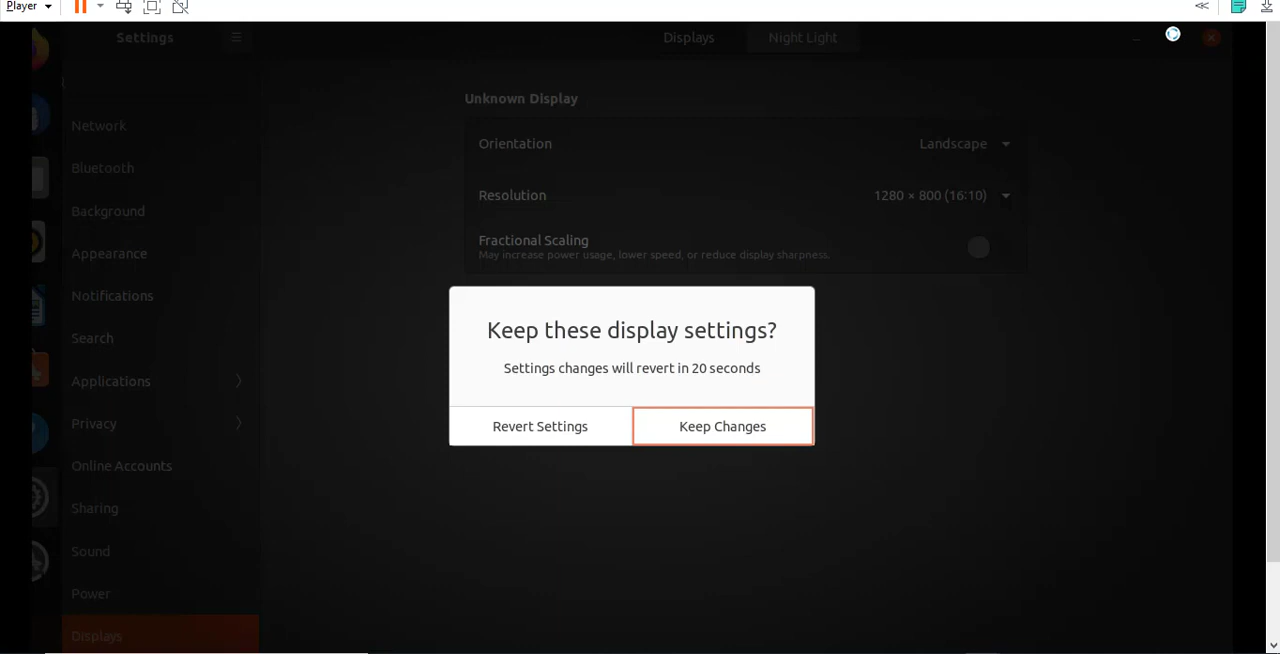 Player
Settings
Displays
Night Light
Unknown Display
Network
Orientation
Landscape
Bluetooth
Resolution
1280 × 800 (16:10)
Background
Fractional Scaling
May increase power usage, lower speed, or reduce display sharpness.
Appearance
Notifications
Search
Applications
Privacy
Online Accounts
Sharing
Sound
Power
Displays
Keep these display settings?
Settings changes will revert in 20 seconds
Revert Settings
Keep Changes